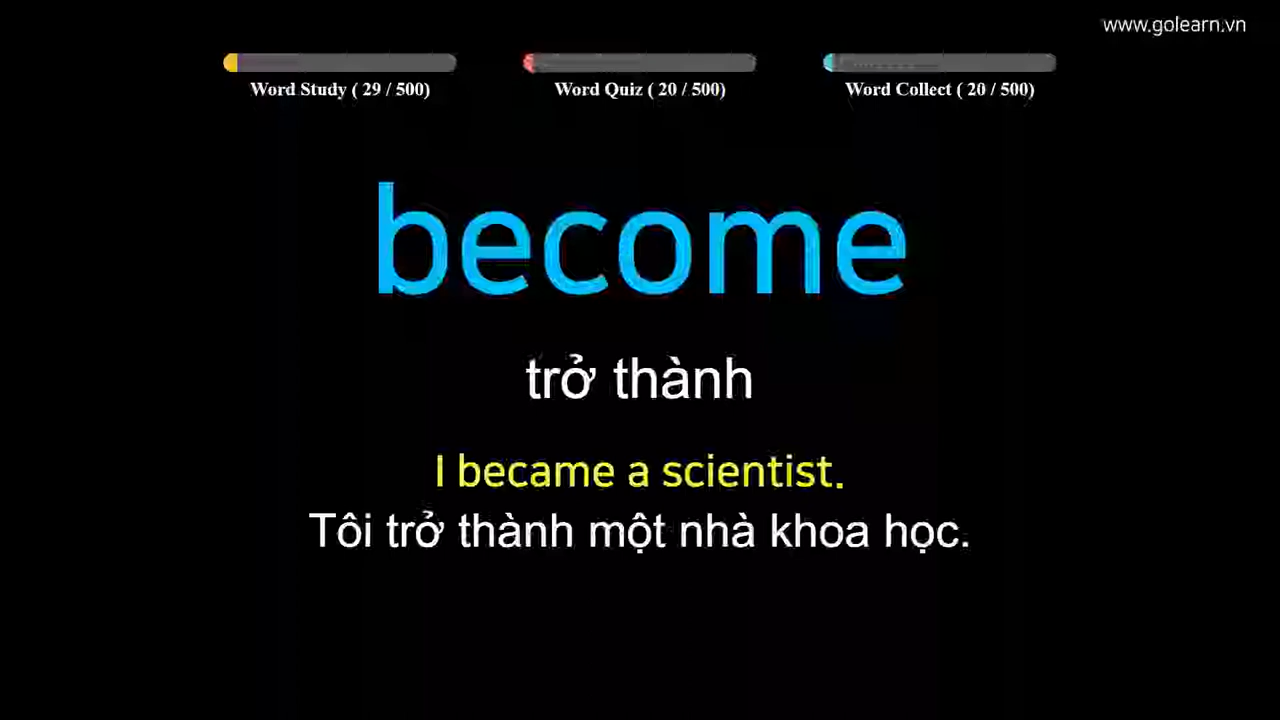 www.golearn.vn
Word Study ( 29 / 500)
Word Quiz ( 20 / 500)
Word Collect ( 20 / 500)
become
trở thành
I became a scientist.
Tôi trở thành một nhà khoa học.